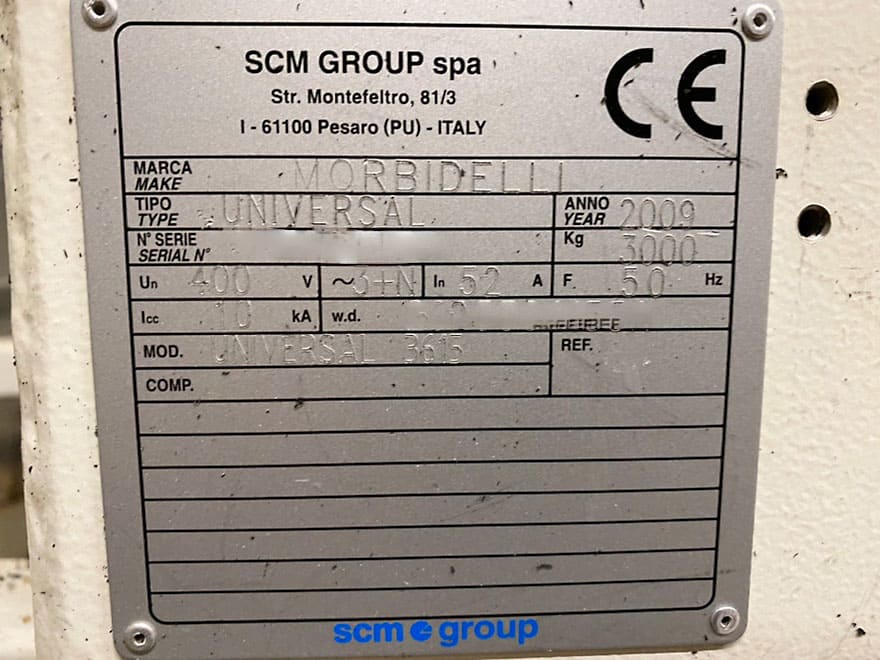 SCM GROUP spa
Str. Montefeltro, 81/3
I - 61100 Pesaro (PU) - ITALY
CE
MARCA
MAKE MORBIDELLI
TIPO
TYPE UNIVERSAL
ANNO
YEAR 2009
N° SERIE
SERIAL N°
Kg 3000
Un 400 V ~3+N In 52 A F 50 Hz
Icc 10 kA w.d.
MOD. UNIVERSAL 3615
REF.
COMP.
scm group